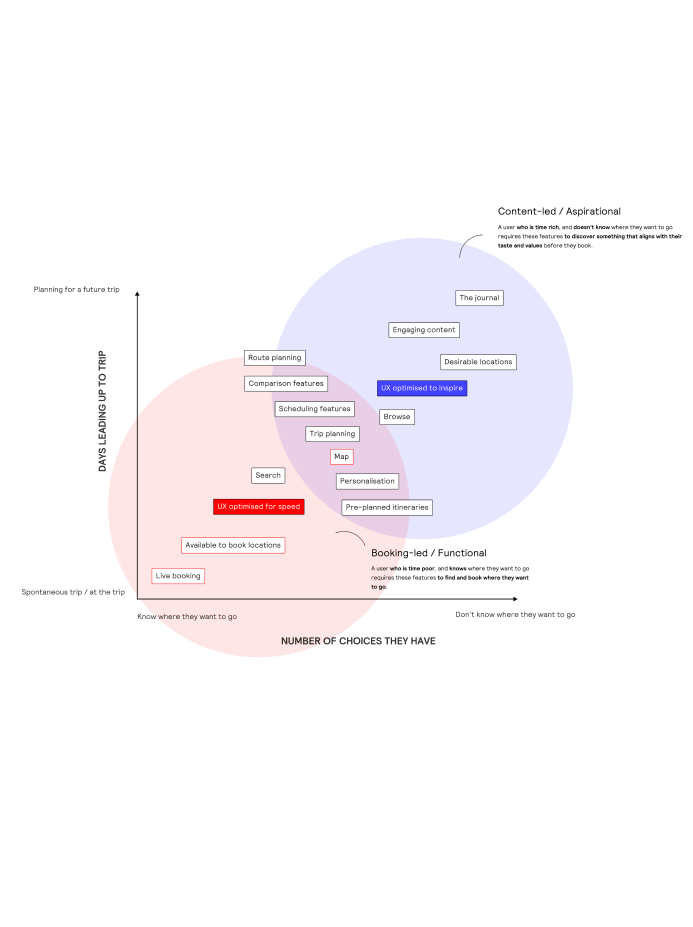 Content-led / Aspirational
A user who is time rich, and doesn't know where they want to go
requires these features to discover something that aligns with their
taste and values before they book.
Planning for a future trip
The journal
Engaging content
Route planning
Desirable locations
Comparison features
UX optimised to inspire
Scheduling features
Browse
DAYS LEADING UP TO TRIP
Trip planning
Map
Search
Personalisation
UX optimised for speed
Pre-planned itineraries
Available to book locations
Booking-led / Functional
A user who is time poor, and knows where they want to go
requires these features to find and book where they want
to go.
Live booking
Spontaneous trip / at the trip
Know where they want to go
Don't know where they want to go
NUMBER OF CHOICES THEY HAVE